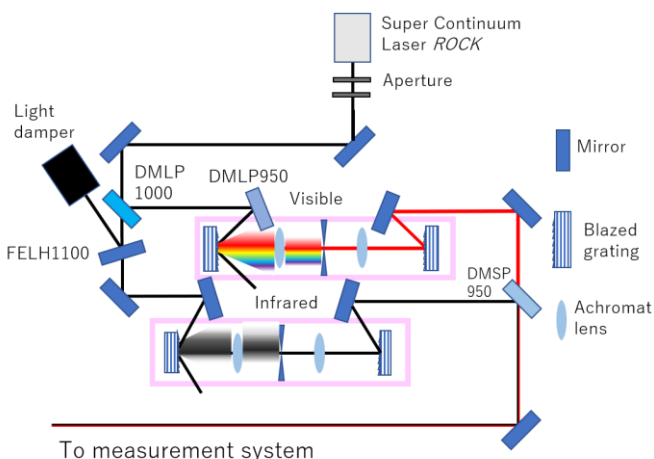 Super Continuum
Laser ROCK
Aperture
Light
damper
DMLP
1000
DMLP950
Visible
Mirror
FELH1100
Blazed
grating
DMSP
950
Infrared
Achromat
lens
To measurement system